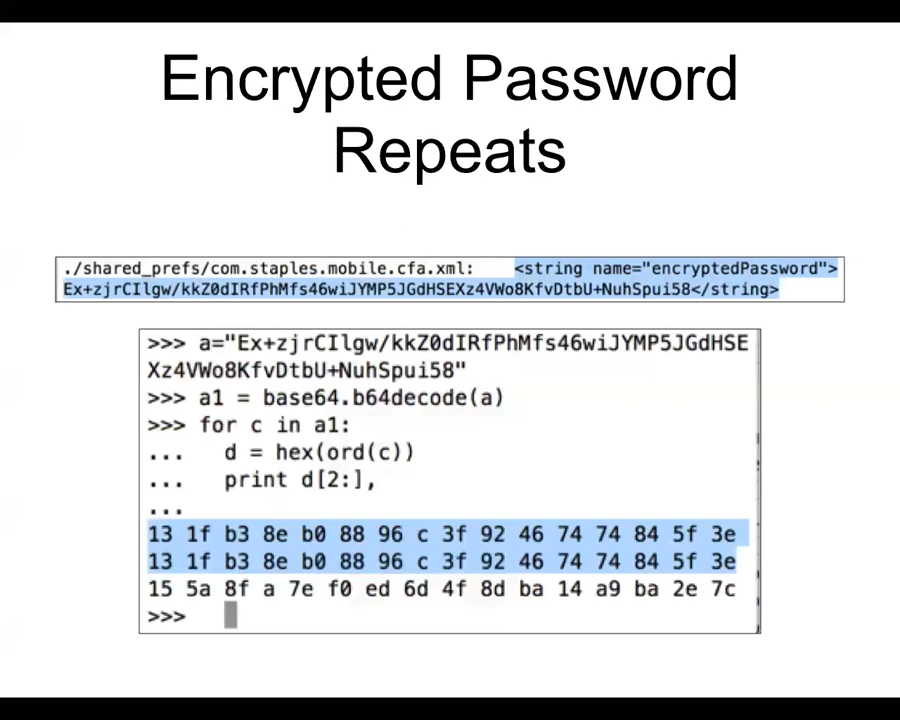 Encrypted Password
Repeats
./shared_prefs/com.staples.mobile.cfa.xml: <string name="encryptedPassword">
Ex+zjrCIlgw/kkZ0dIRfPhMfs46wiJYMP5JGdHSEXz4VWo8KfvDtbU+NuhSpui58</string>
>>> a="Ex+zjrCIlgw/kkZ0dIRfPhMfs46wiJYMP5JGdHSE
Xz4VWo8KfvDtbU+NuhSpui58"
>>> a1 = base64.b64decode(a)
>>> for c in a1:
... d = hex(ord(c))
... print d[2:],
...
13 1f b3 8e b0 88 96 c 3f 92 46 74 74 84 5f 3e
13 1f b3 8e b0 88 96 c 3f 92 46 74 74 84 5f 3e
15 5a 8f a 7e f0 ed 6d 4f 8d ba 14 a9 ba 2e 7c
>>>